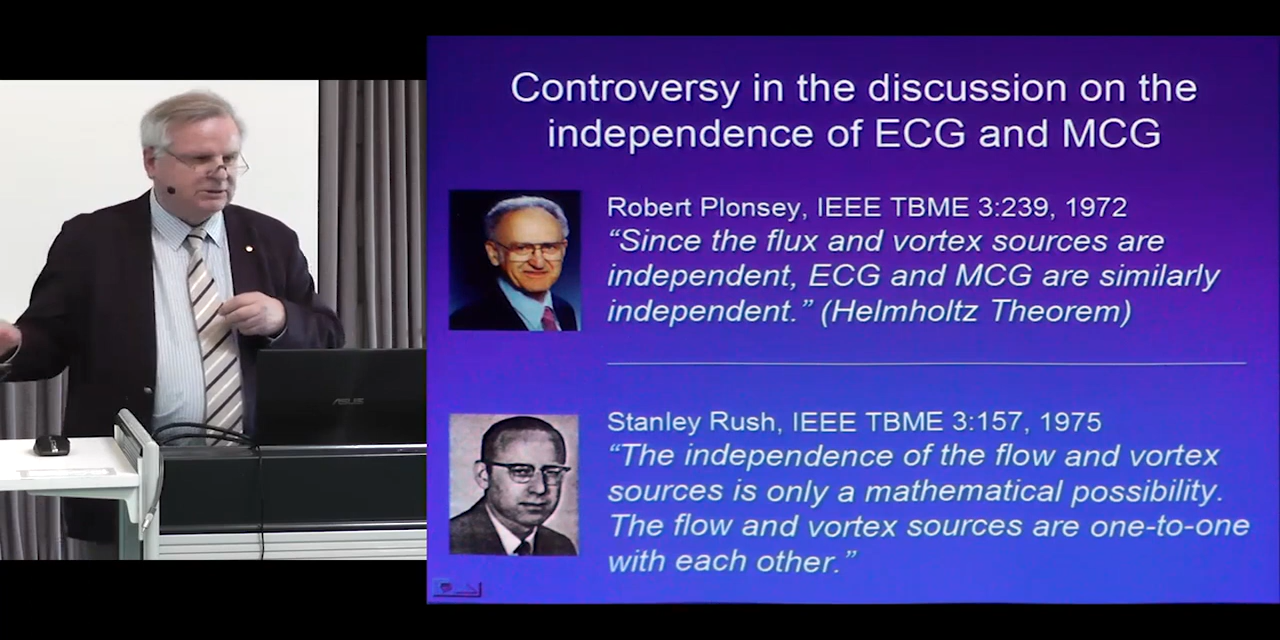 Controversy in the discussion on the
independence of ECG and MCG
Robert Plonsey, IEEE TBME 3:239, 1972
“Since the flux and vortex sources are
independent, ECG and MCG are similarly
independent.” (Helmholtz Theorem)
Stanley Rush, IEEE TBME 3:157, 1975
“The independence of the flow and vortex
sources is only a mathematical possibility.
The flow and vortex sources are one-to-one
with each other.”
ASUS